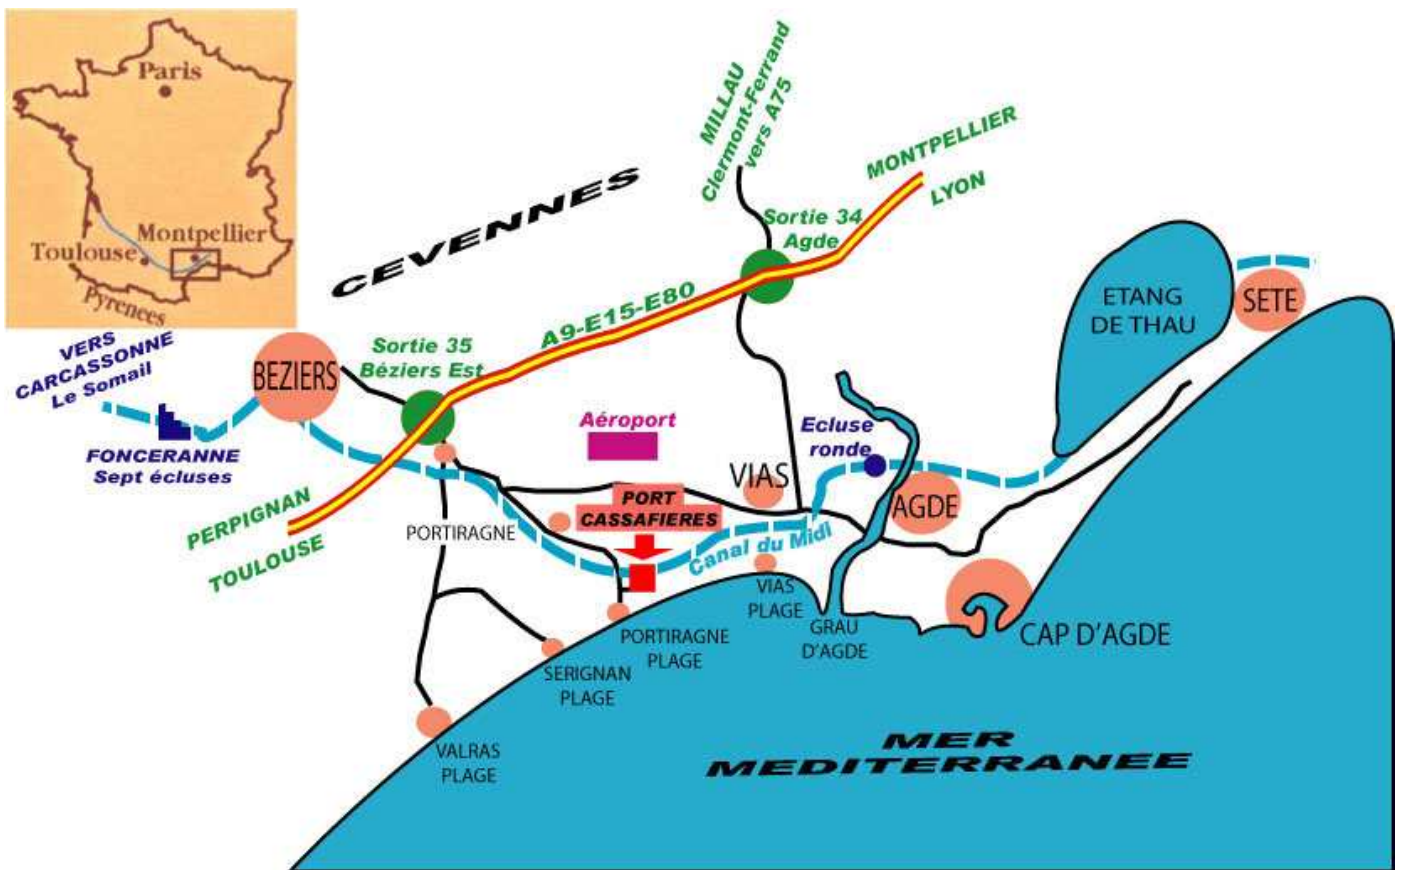 Paris
Montpellier
Toulouse
Pyrenees
MILLAU
Clermont-Ferrand
vers A75
MONTPELLIER
LYON
CEVENNES
Sortie 34
Agde
A9-E15-E80
ETANG
DE THAU
SETE
VERS
CARCASSONNE
Le Somail
BEZIERS
Sortie 35
Béziers Est
FONCERANNE
Sept écluses
Aéroport
Ecluse
ronde
VIAS
AGDE
PERPIGNAN
TOULOUSE
PORTIRAGNE
PORT
CASSAFIERES
Canal du Midi
VIAS
PLAGE
GRAU
D'AGDE
CAP D'AGDE
PORTIRAGNE
PLAGE
SERIGNAN
PLAGE
VALRAS
PLAGE
MER
MEDITERRANEE